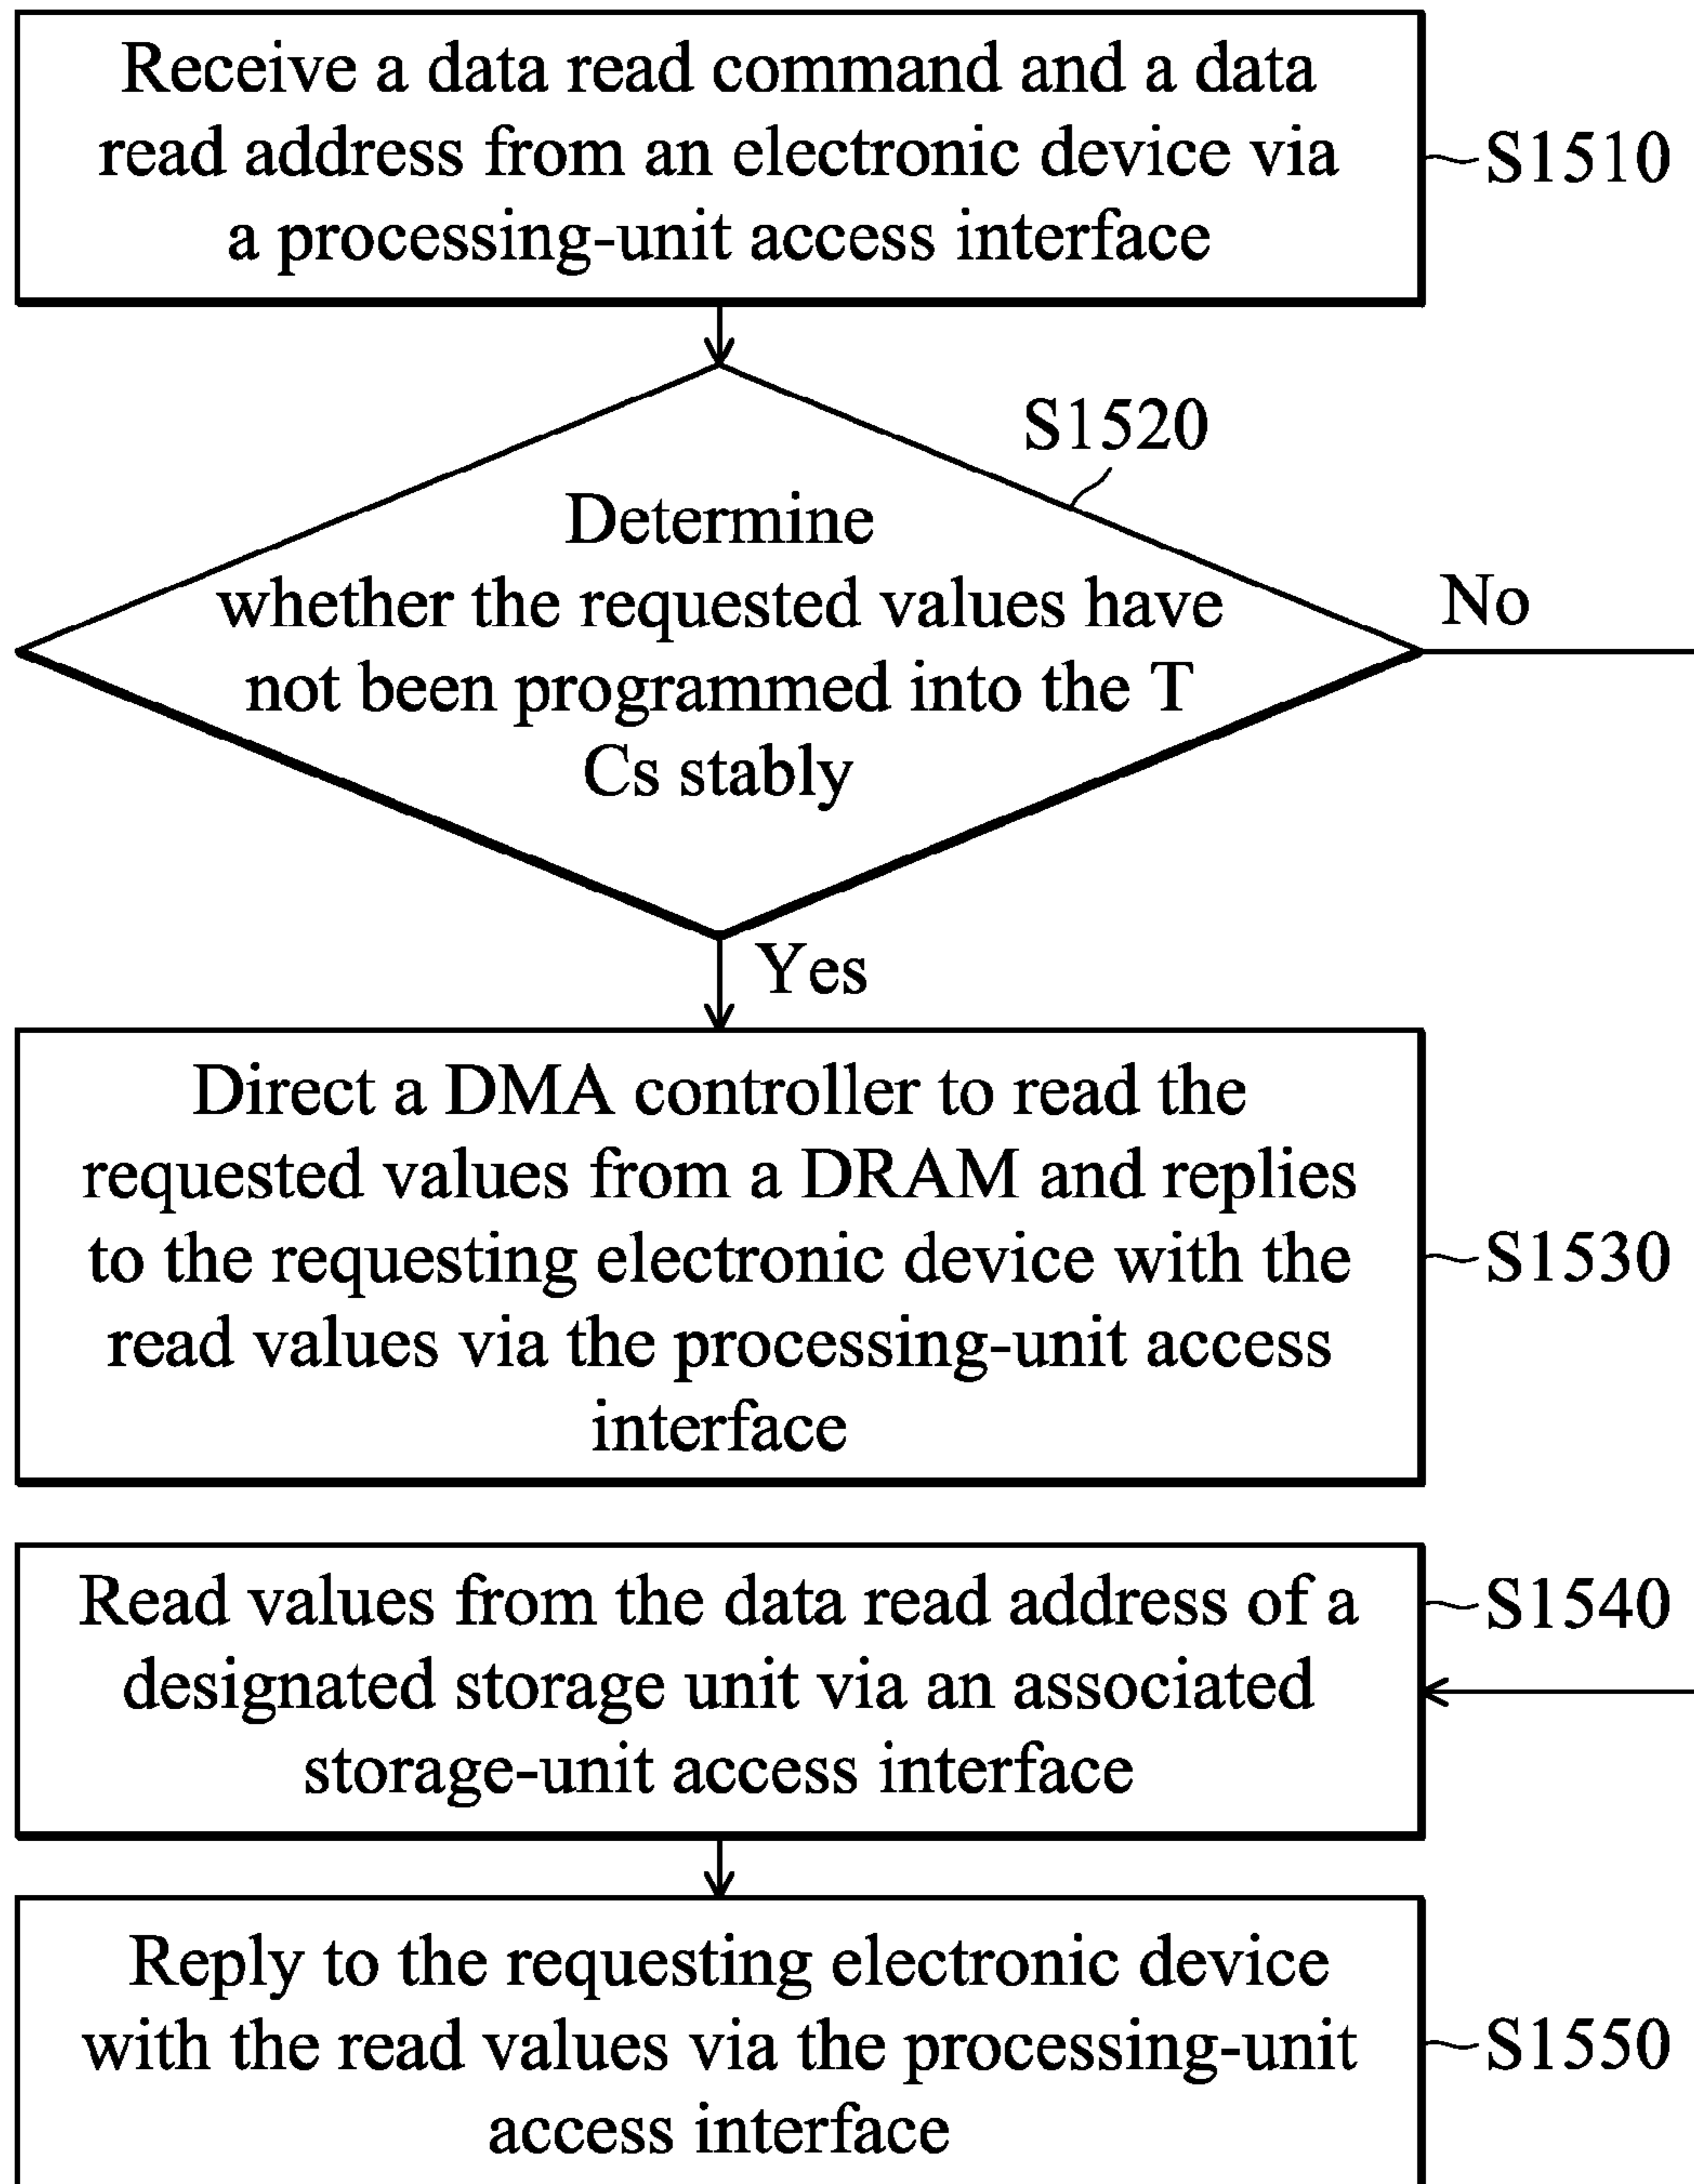 Receive a data read command and a data
read address from an electronic device via
a processing-unit access interface
S1510
S1520
Determine
whether the requested values have
not been programmed into the T
Cs stably
No
Yes
Direct a DMA controller to read the
requested values from a DRAM and replies
to the requesting electronic device with the
read values via the processing-unit access
interface
S1530
Read values from the data read address of a
designated storage unit via an associated
storage-unit access interface
S1540
Reply to the requesting electronic device
with the read values via the processing-unit
access interface
S1550